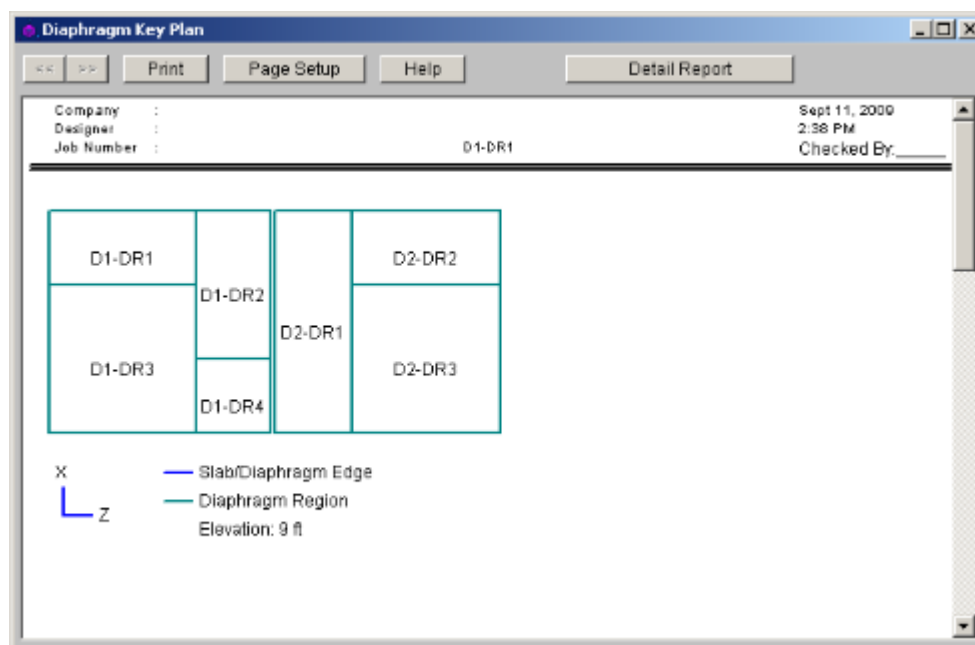 Diaphragm Key Plan
<< >> Print Page Setup Help Detail Report
Company : Sept 11, 2009
Designer : 2:38 PM
Job Number : D1-DR1 Checked By:_____
D1-DR1 D2-DR2
D1-DR2
D2-DR1
D1-DR3 D2-DR3
D1-DR4
X Slab/Diaphragm Edge
Z Diaphragm Region
Elevation: 9 ft